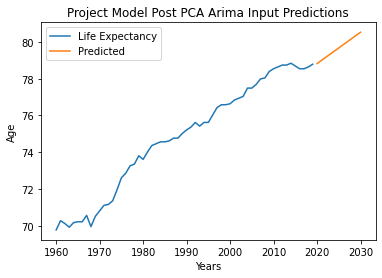 Project Model Post PCA Arima Input Predictions
Life Expectancy
Predicted
80
78
76
74
72
70
Age
1960 1970 1980 1990 2000 2010 2020 2030
Years